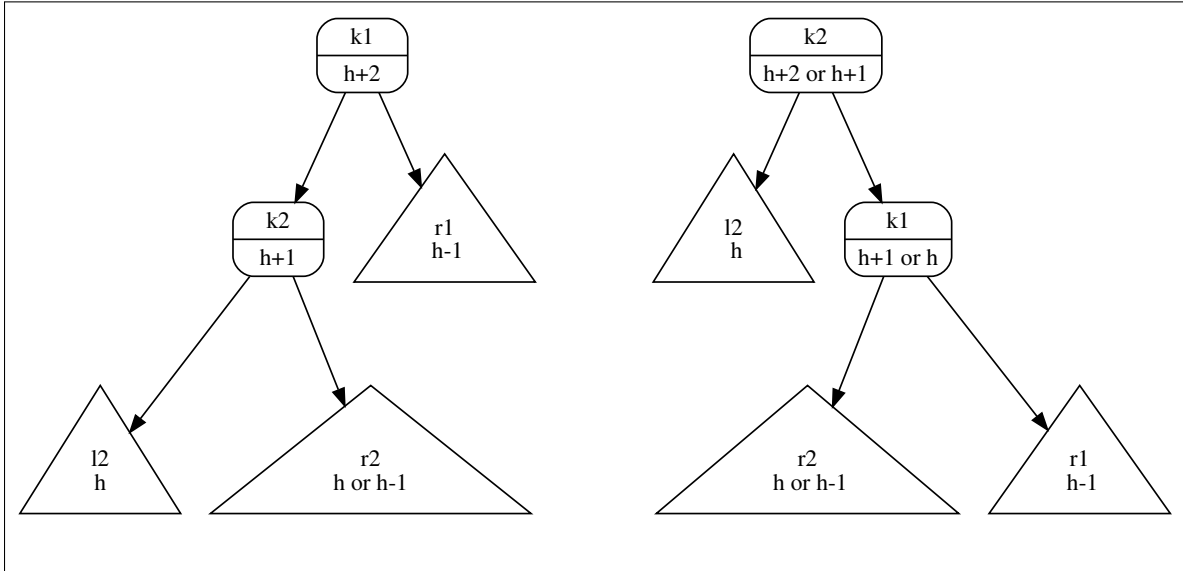 k1
h+2
k2
h+1
r1
h-1
l2
h
r2
h or h-1
k2
h+2 or h+1
l2
h
k1
h+1 or h
r2
h or h-1
r1
h-1